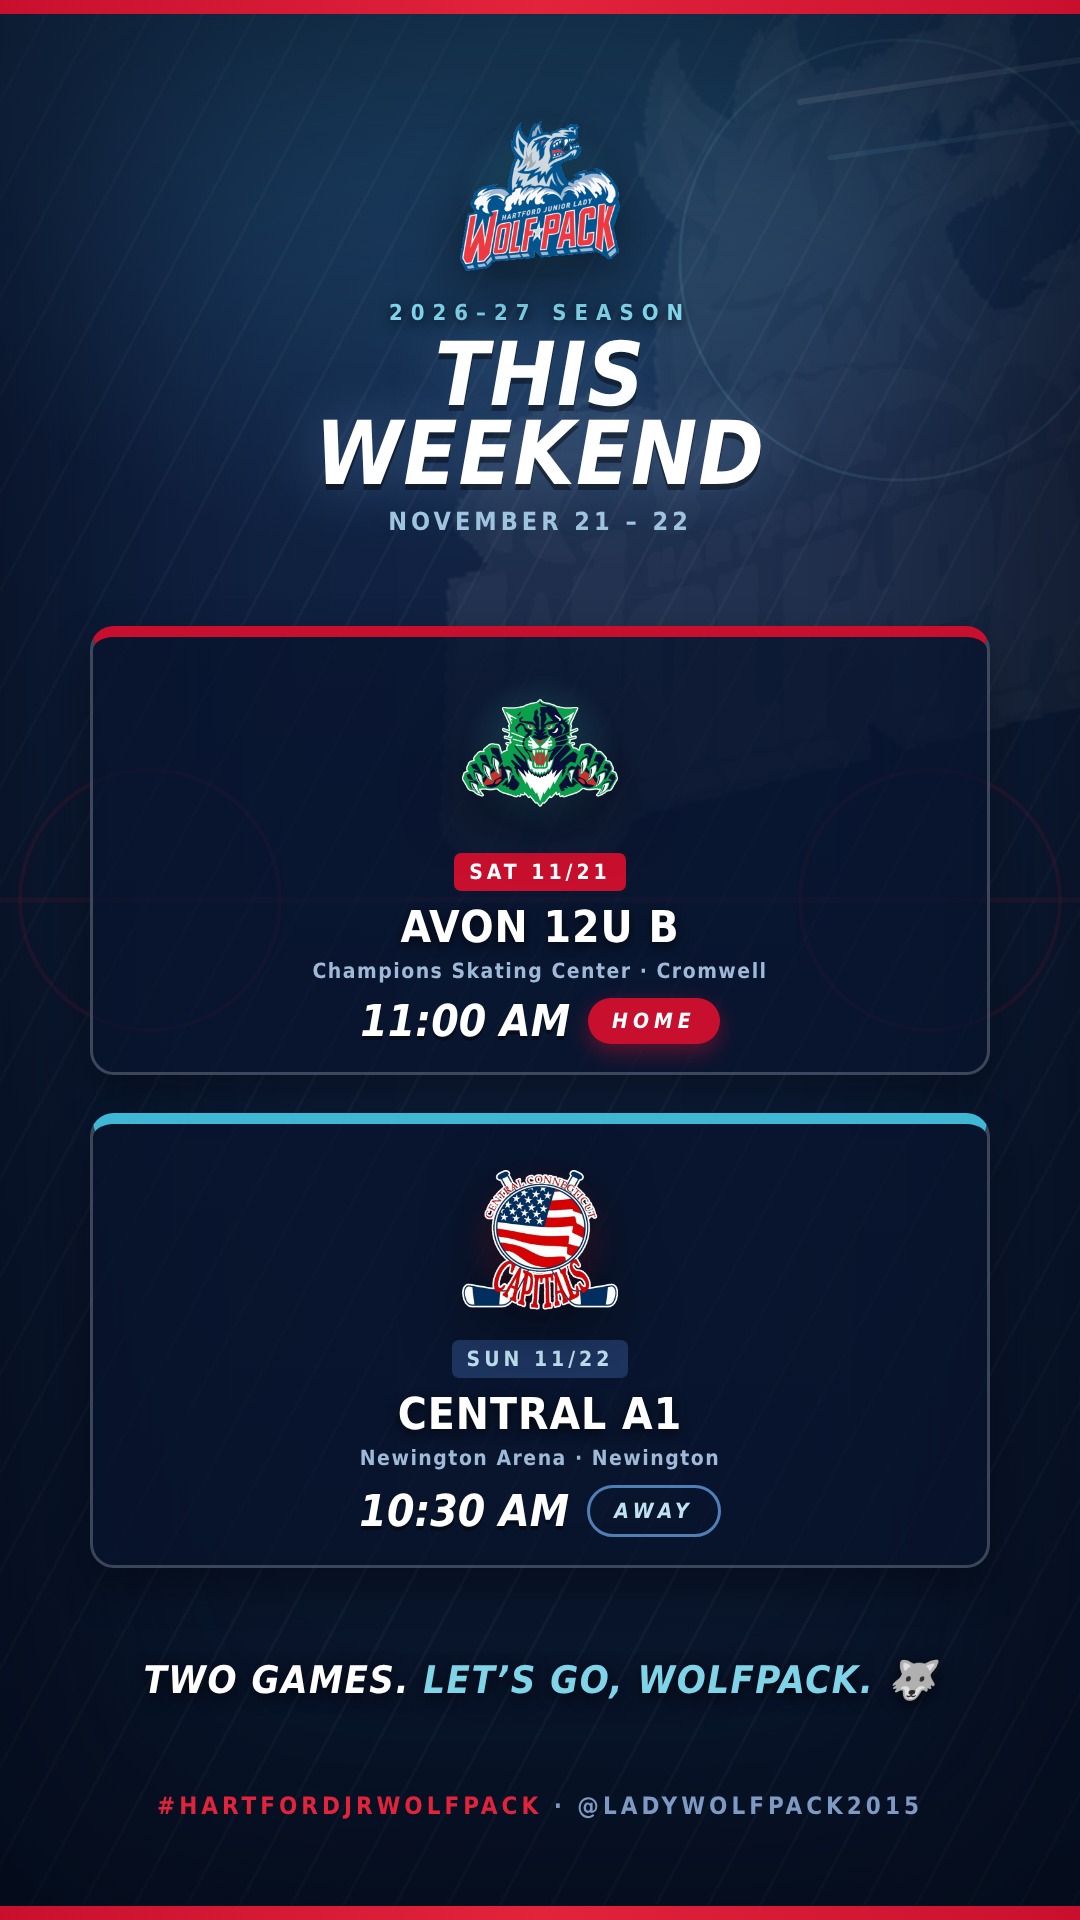 HARTFORD JUNIOR LADY
WOLFPACK
2026-27 SEASON
THIS
WEEKEND
NOVEMBER 21 – 22
SAT 11/21
AVON 12U B
Champions Skating Center · Cromwell
11:00 AM HOME
CENTRAL CONNECTICUT
CAPITALS
SUN 11/22
CENTRAL A1
Newington Arena · Newington
10:30 AM AWAY
TWO GAMES. LET’S GO, WOLFPACK. 🐺
#HARTFORDJRWOLFPACK · @LADYWOLFPACK2015